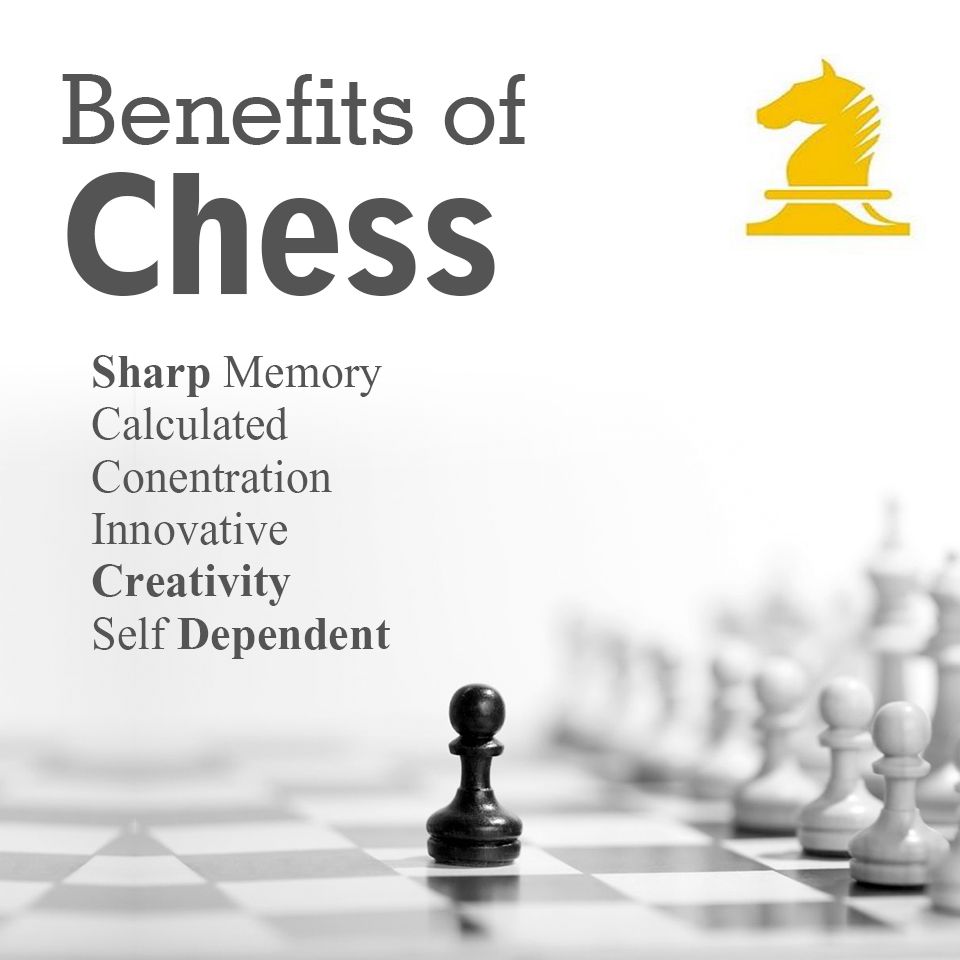 Benefits of
Chess
Sharp Memory
Calculated
Conentration
Innovative
Creativity
Self Dependent